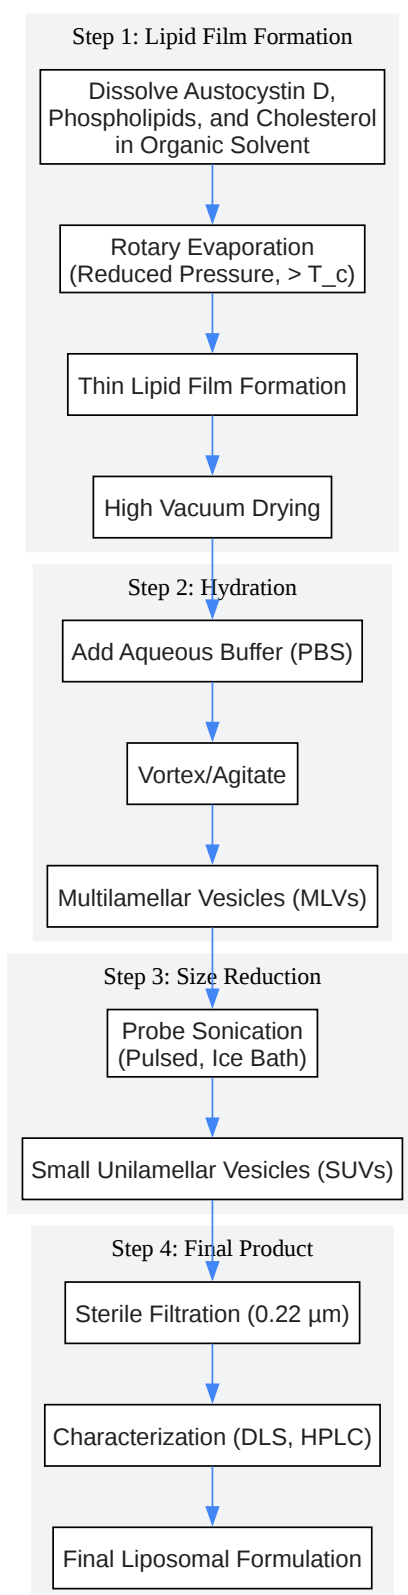 Step 1: Lipid Film Formation
Dissolve Austocystin D,
Phospholipids, and Cholesterol
in Organic Solvent
Rotary Evaporation
(Reduced Pressure, > T_c)
Thin Lipid Film Formation
High Vacuum Drying
Step 2: Hydration
Add Aqueous Buffer (PBS)
Vortex/Agitate
Multilamellar Vesicles (MLVs)
Step 3: Size Reduction
Probe Sonication
(Pulsed, Ice Bath)
Small Unilamellar Vesicles (SUVs)
Step 4: Final Product
Sterile Filtration (0.22 µm)
Characterization (DLS, HPLC)
Final Liposomal Formulation